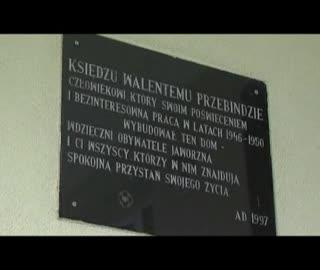 KSIĘDZU WALENTEMU PRZEBINDZIE
CZŁOWIEKOWI, KTÓRY SWOIM POŚWIĘCENIEM
I BEZINTERESOWNĄ PRACĄ W LATACH 1946-1950
WYBUDOWAŁ TEN DOM -
WDZIĘCZNI OBYWATELE JAWORZNA
I CI WSZYSCY, KTÓRZY W NIM ZNAJDUJĄ
SPOKOJNĄ PRZYSTAŃ SWOJEGO ŻYCIA
AD 1997